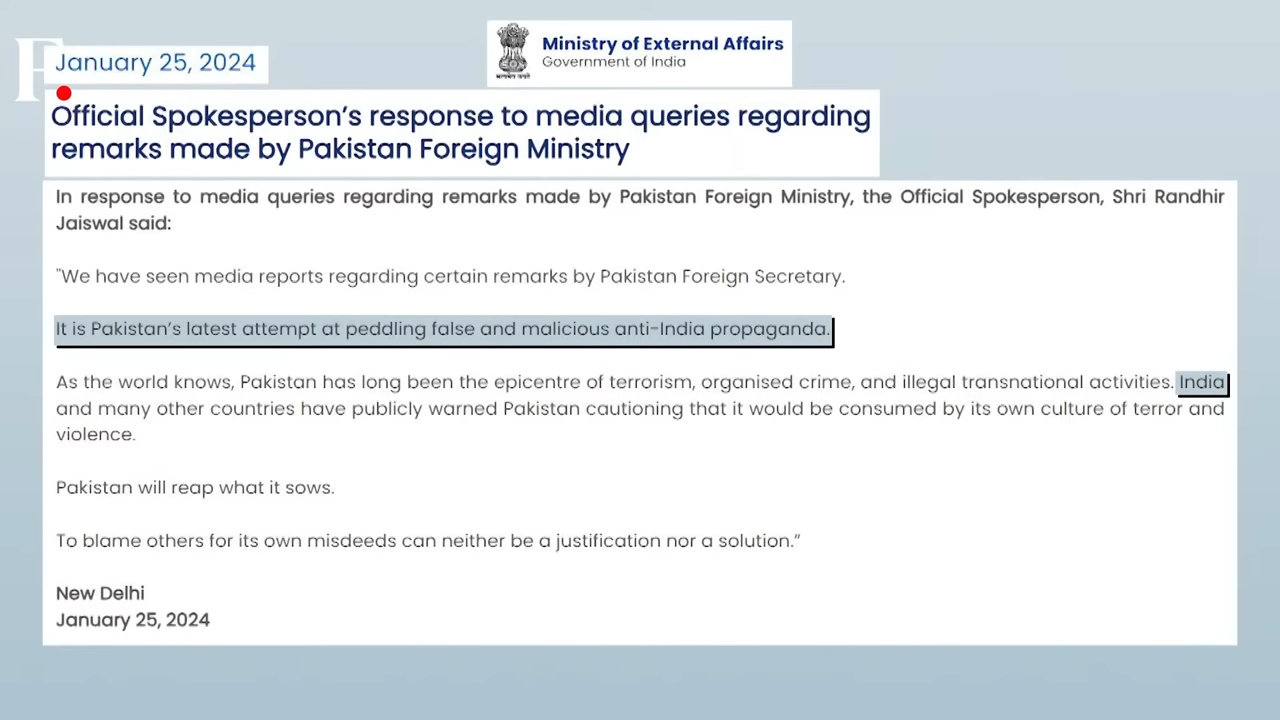 Ministry of External Affairs
Government of India
F
January 25, 2024
Official Spokesperson's response to media queries regarding
remarks made by Pakistan Foreign Ministry
In response to media queries regarding remarks made by Pakistan Foreign Ministry, the Official Spokesperson, Shri Randhir
Jaiswal said:
"We have seen media reports regarding certain remarks by Pakistan Foreign Secretary.
It is Pakistan's latest attempt at peddling false and malicious anti-India propaganda.
As the world knows, Pakistan has long been the epicentre of terrorism, organised crime, and illegal transnational activities. India
and many other countries have publicly warned Pakistan cautioning that it would be consumed by its own culture of terror and
violence.
Pakistan will reap what it sows.
To blame others for its own misdeeds can neither be a justification nor a solution."
New Delhi
January 25, 2024